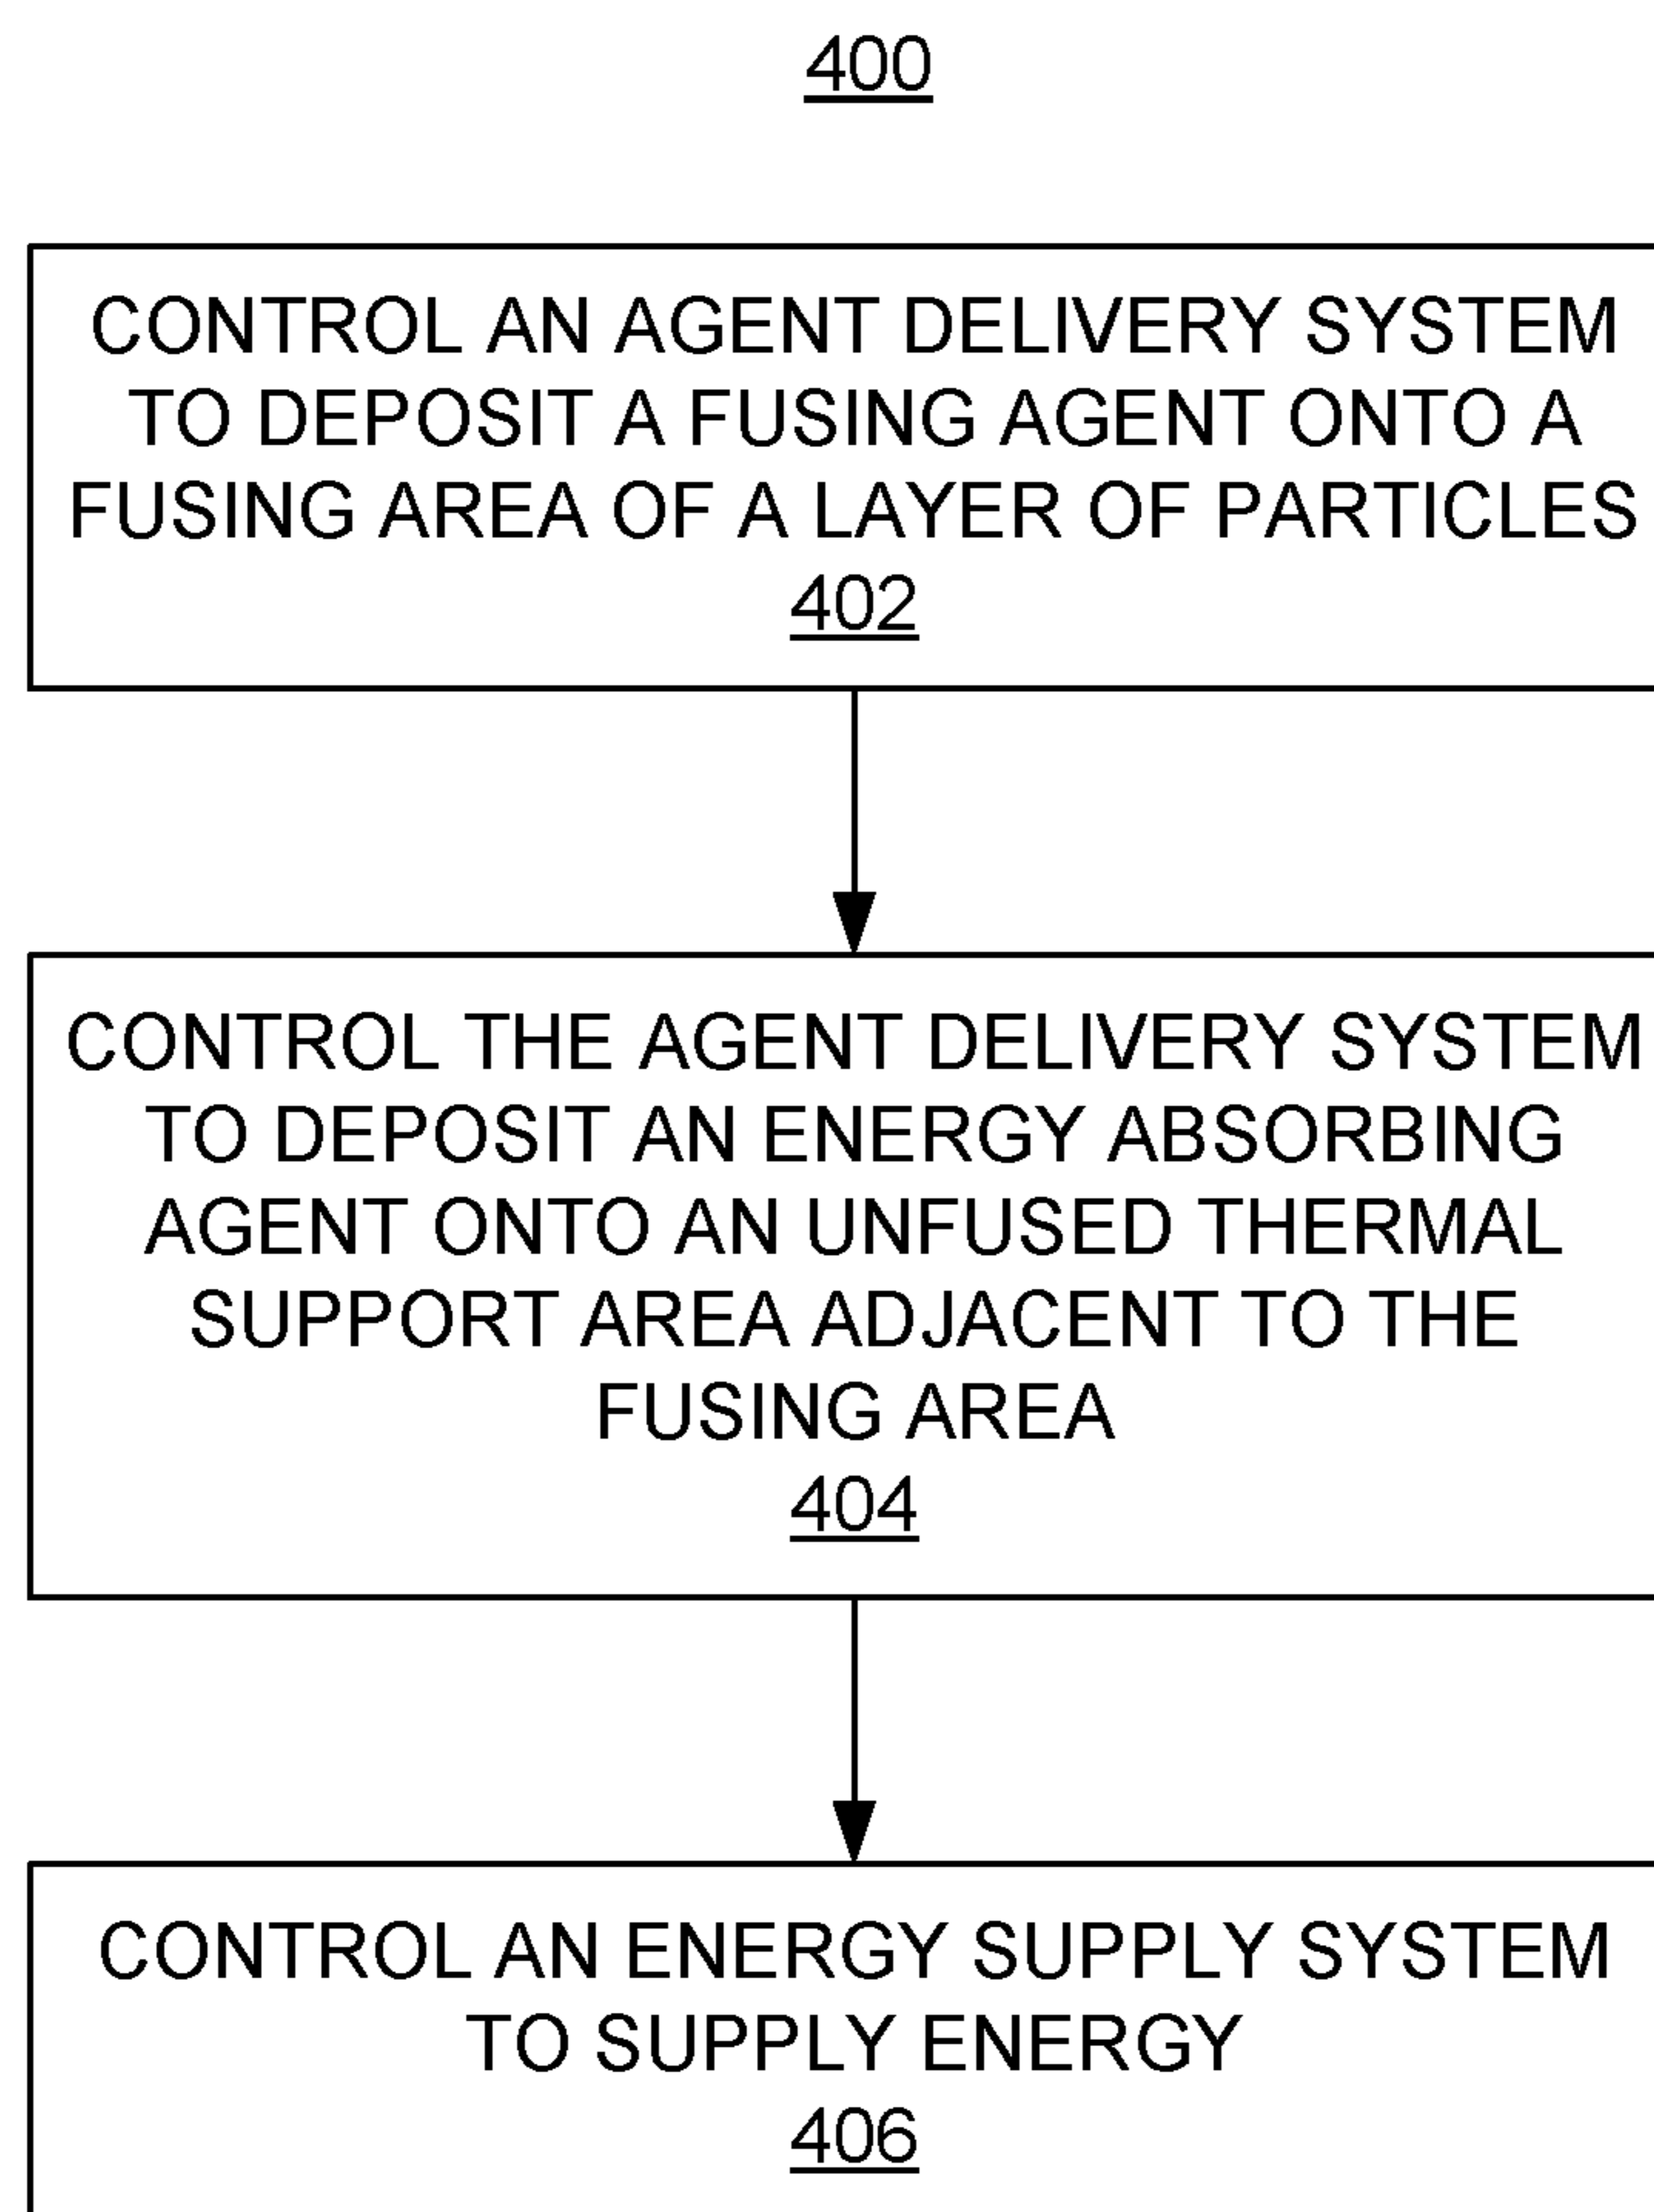 400
CONTROL AN AGENT DELIVERY SYSTEM
TO DEPOSIT A FUSING AGENT ONTO A
FUSING AREA OF A LAYER OF PARTICLES
402
CONTROL THE AGENT DELIVERY SYSTEM
TO DEPOSIT AN ENERGY ABSORBING
AGENT ONTO AN UNFUSED THERMAL
SUPPORT AREA ADJACENT TO THE
FUSING AREA
404
CONTROL AN ENERGY SUPPLY SYSTEM
TO SUPPLY ENERGY
406